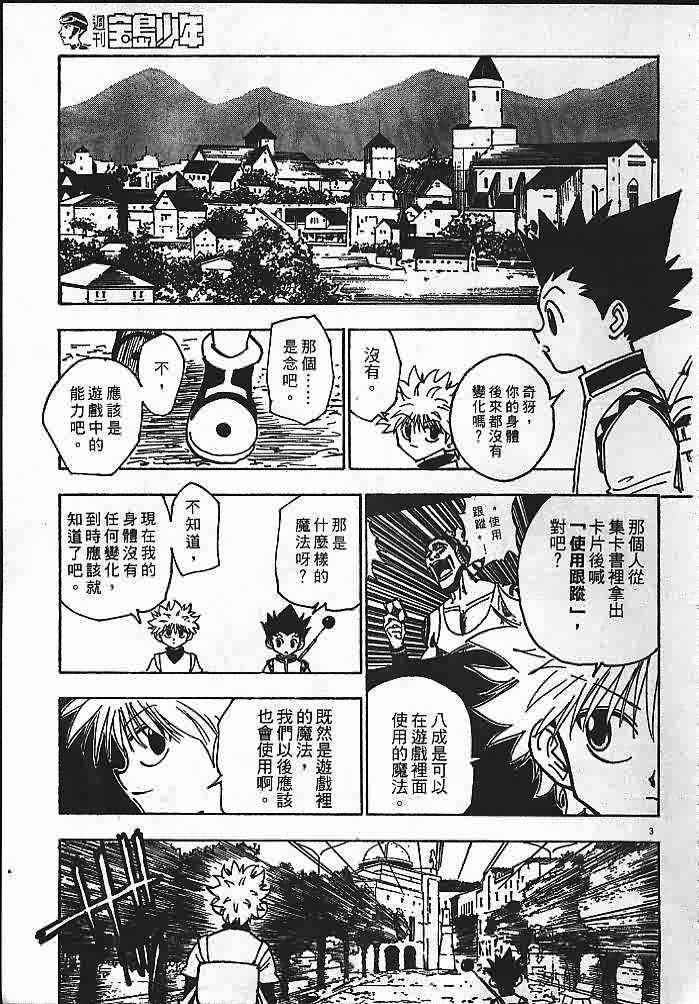 週刊
宝島少年
奇犽，
你的身體
後來都沒有
變化嗎？
沒有。
那個……
是念吧。
不，
應該是
遊戲中的
能力吧。
那個人從
集卡書裡拿出
卡片後喊
「使用跟蹤」，
對吧？
使用
跟蹤。！
八成是可以
在遊戲裡面
使用的魔法。
那是
什麼樣的
魔法呀？
不知道，
現在我的
身體沒有
任何變化，
到時應該就
知道了吧。
既然是遊戲裡
的魔法，
我們以後應該
也會使用啊。
3